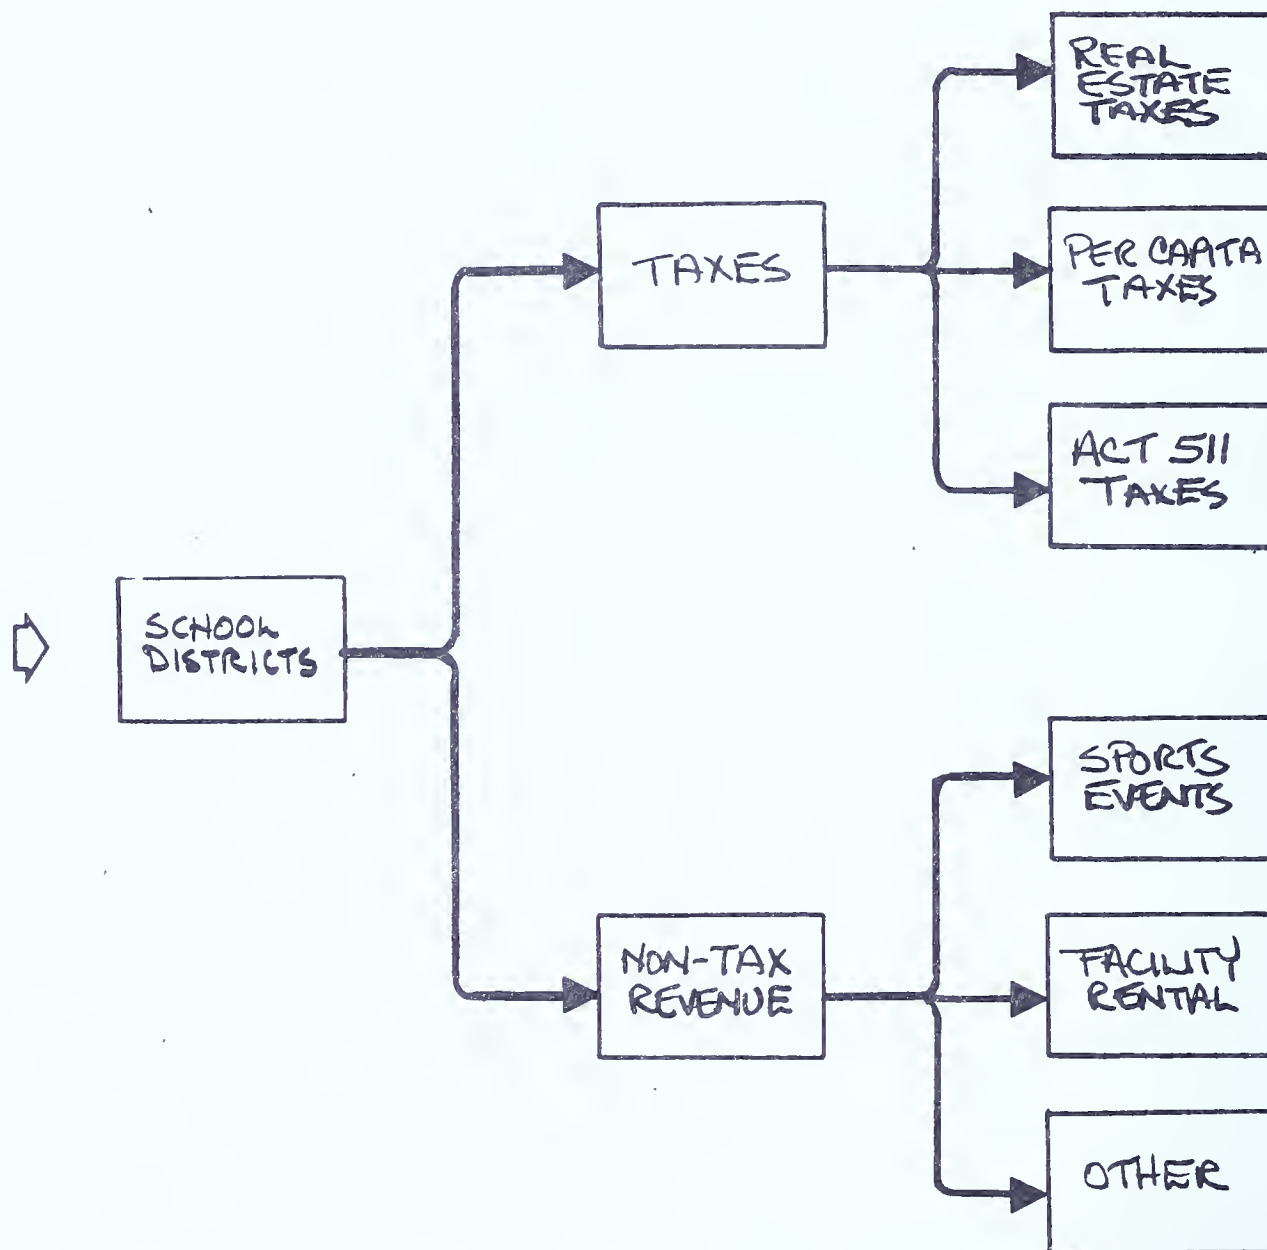 REAL
ESTATE
TAXES
TAXES
PER CAPITA
TAXES
ACT 511
TAXES
SCHOOL
DISTRICTS
SPORTS
EVENTS
NON-TAX
REVENUE
FACILITY
RENTAL
OTHER